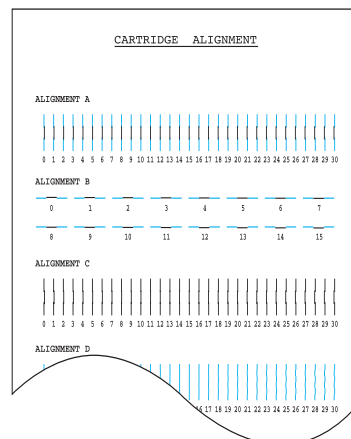 CARTRIDGE ALIGNMENT
ALIGNMENT A
0 1 2 3 4 5 6 7 8 9 10 11 12 13 14 15 16 17 18 19 20 21 22 23 24 25 26 27 28 29 30
ALIGNMENT B
0 1 2 3 4 5 6 7
8 9 10 11 12 13 14 15
ALIGNMENT C
0 1 2 3 4 5 6 7 8 9 10 11 12 13 14 15 16 17 18 19 20 21 22 23 24 25 26 27 28 29 30
ALIGNMENT D
17 18 19 20 21 22 23 24 25 26 27 28 29 30